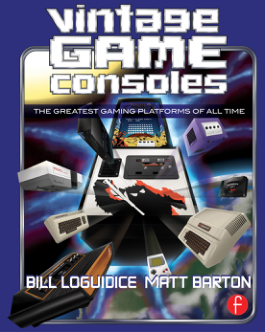 vintage
GAME
consoles
THE GREATEST GAMING PLATFORMS OF ALL TIME
BILL LOGUIDICE MATT BARTON
f